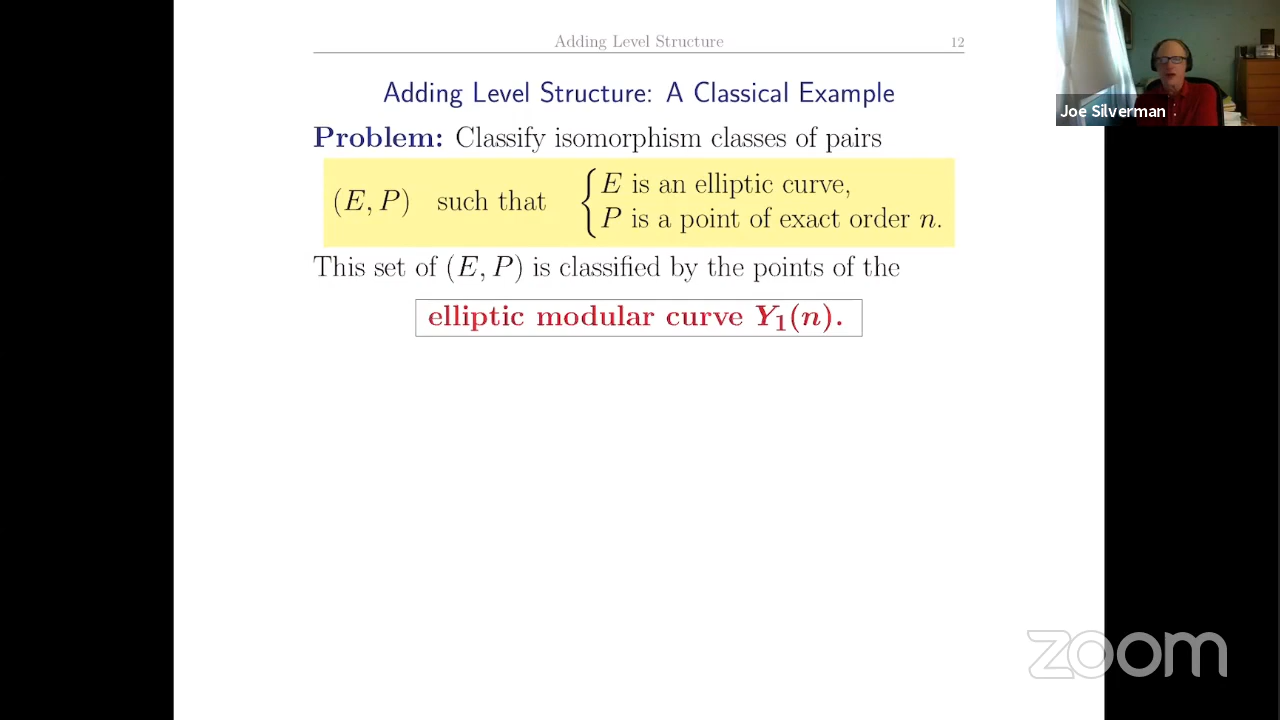 Adding Level Structure 12
Adding Level Structure: A Classical Example
Problem: Classify isomorphism classes of pairs
(E, P) such that { E is an elliptic curve,
P is a point of exact order n.
This set of (E, P) is classified by the points of the
elliptic modular curve Y₁(n).
Joe Silverman
zoom